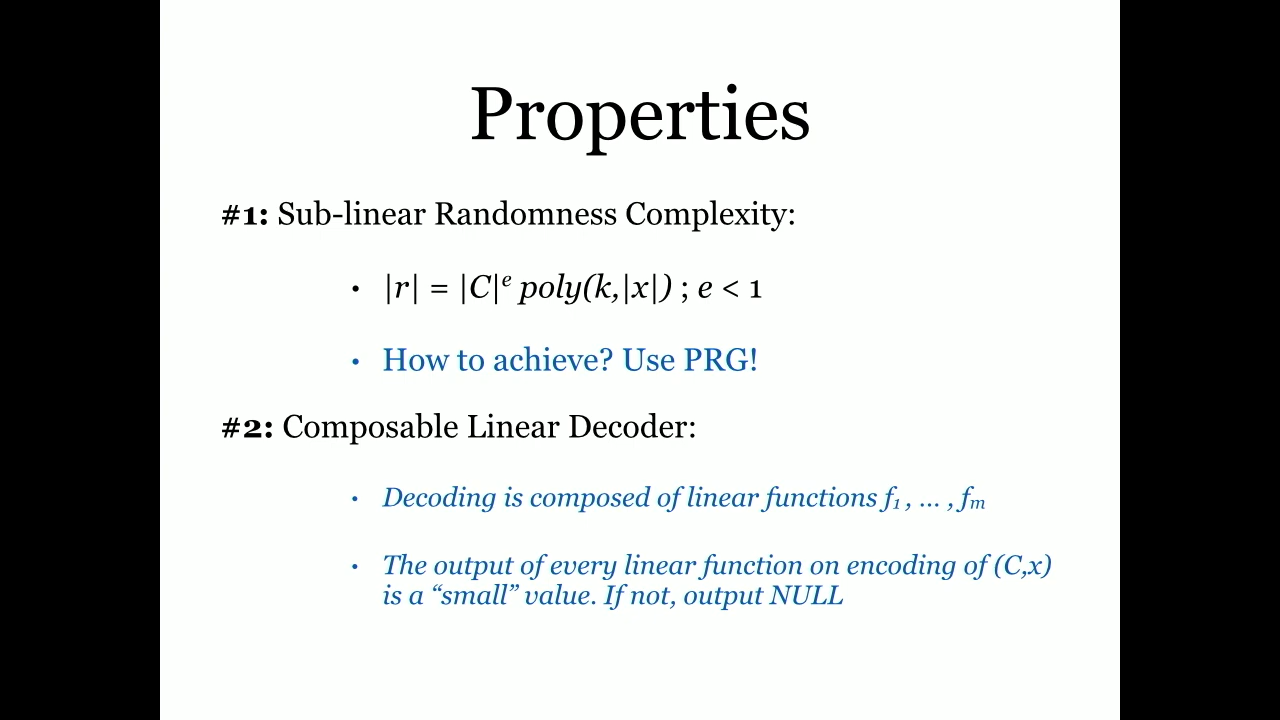 Properties
#1: Sub-linear Randomness Complexity:
• |r| = |C|ᵉ poly(k,|x|) ; e < 1
• How to achieve? Use PRG!
#2: Composable Linear Decoder:
• Decoding is composed of linear functions f₁ , ... , fₘ
• The output of every linear function on encoding of (C,x)
is a “small” value. If not, output NULL